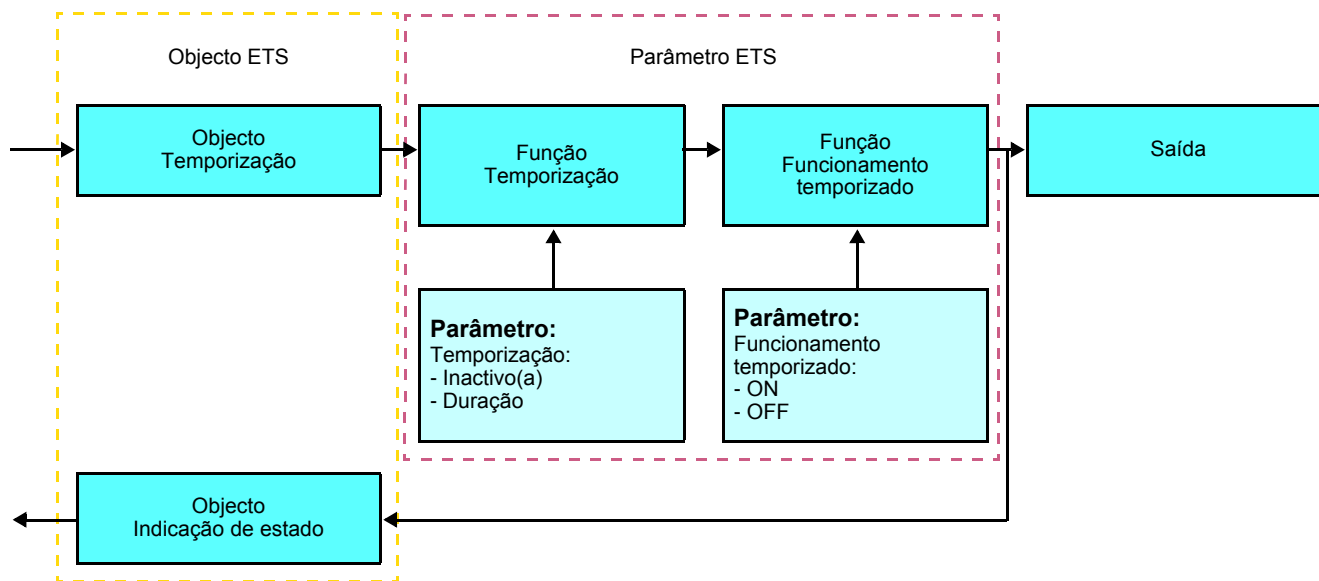 Objecto ETS
Parâmetro ETS
Objecto
Temporização
Função
Temporização
Função
Funcionamento
temporizado
Saída
Parâmetro:
Temporização:
- Inactivo(a)
- Duração
Parâmetro:
Funcionamento
temporizado:
- ON
- OFF
Objecto
Indicação de estado